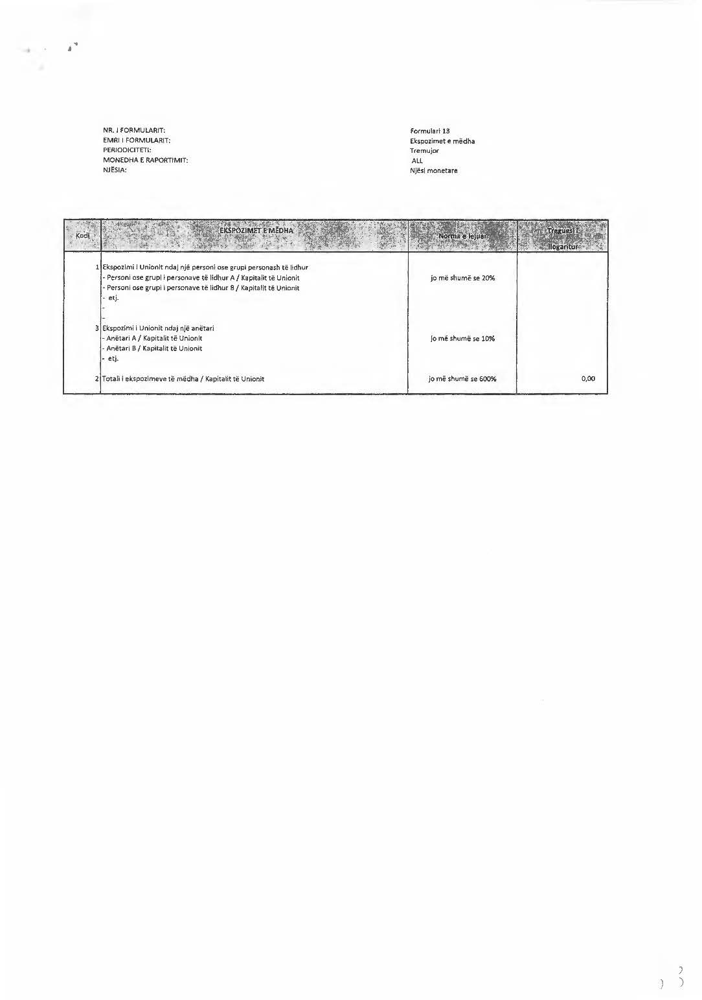 NR. I FORMULARIT: Formulari 13
EMRI I FORMULARIT: Ekspozimet e mëdha
PERIODICITETI: Tremujor
MONEDHA E RAPORTIMIT: ALL
NJËSIA: Njësi monetare
Kodi EKSPOZIMET E MËDHA Norma e lejuar Treguesi i
llogaritur
1 Ekspozimi i Unionit ndaj një personi ose grupi personash të lidhur
- Personi ose grupi i personave të lidhur A / Kapitalit të Unionit jo më shumë se 20%
- Personi ose grupi i personave të lidhur B / Kapitalit të Unionit
- etj.
-
-
3 Ekspozimi i Unionit ndaj një anëtari
- Anëtari A / Kapitalit të Unionit jo më shumë se 10%
- Anëtari B / Kapitalit të Unionit
- etj.
2 Totali i ekspozimeve të mëdha / Kapitalit të Unionit jo më shumë se 600% 0,00